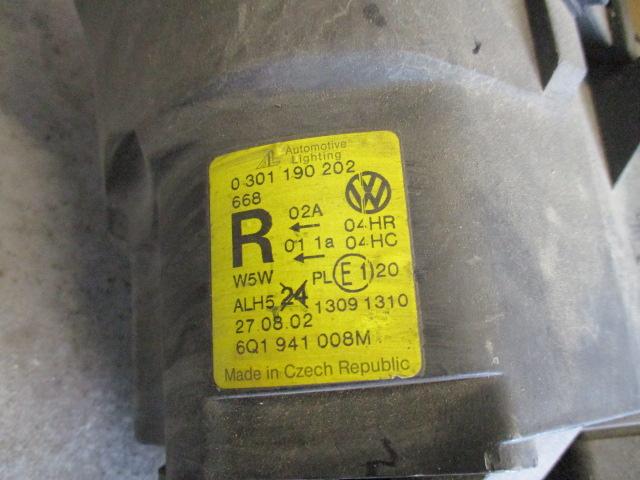 AL Automotive
Lighting
0 301 190 202
668
R 02A ← 04HR
01 1a ← 04HC
W5W PL E1 20
ALH5 24 1309 1310
27.08.02
6Q1 941 008M
Made in Czech Republic